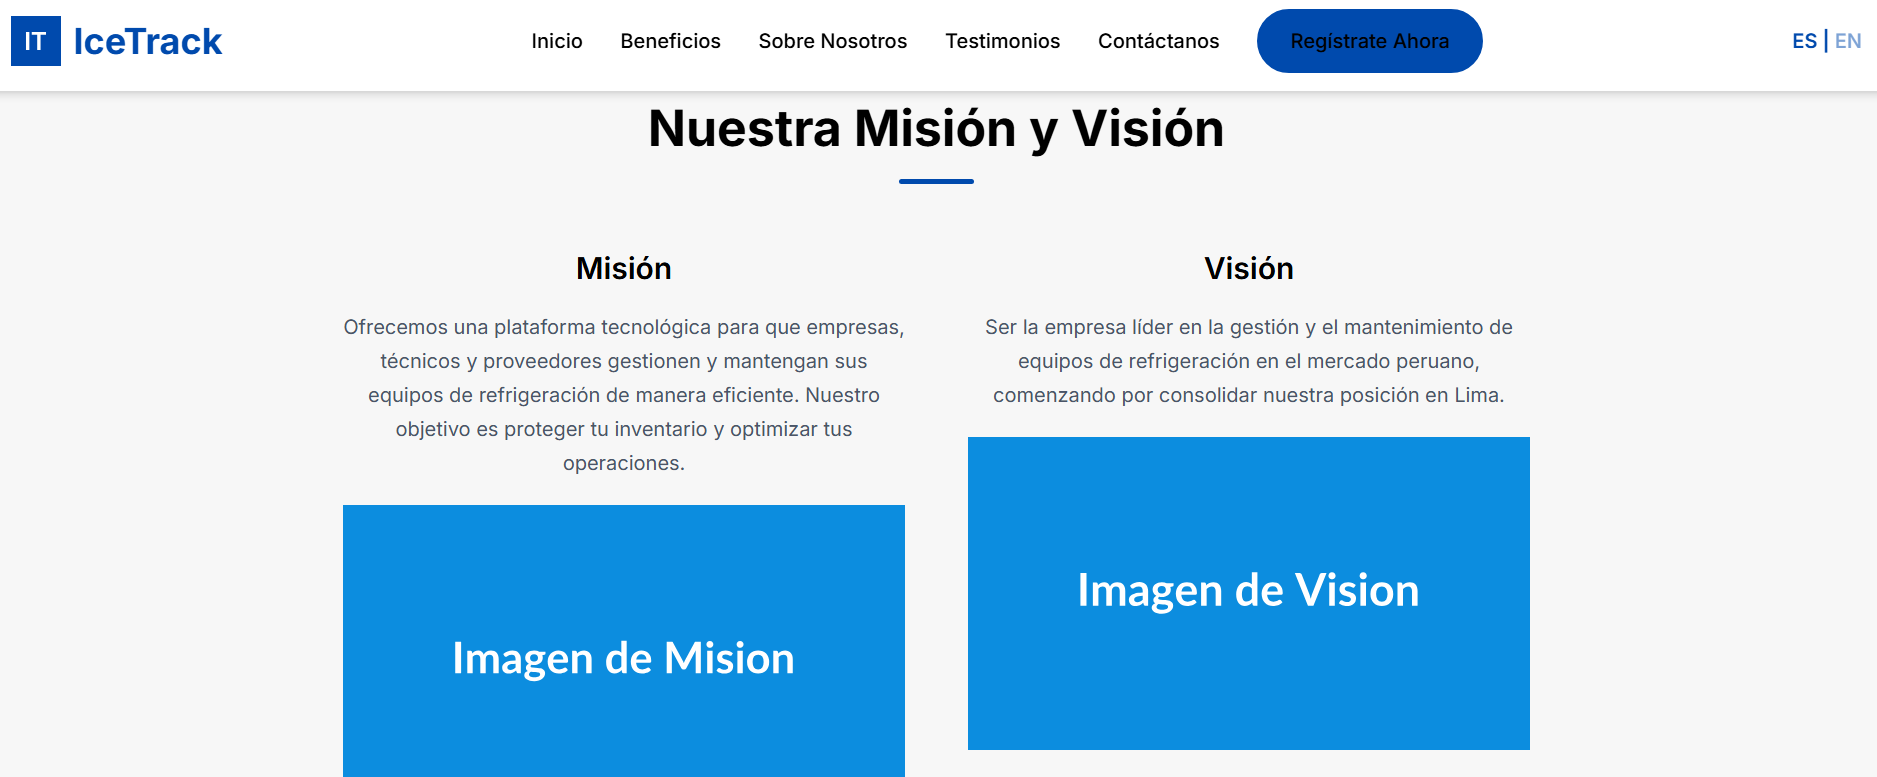 IT IceTrack
Inicio
Beneficios
Sobre Nosotros
Testimonios
Contáctanos
Regístrate Ahora
ES | EN
Nuestra Misión y Visión
Misión
Ofrecemos una plataforma tecnológica para que empresas,
técnicos y proveedores gestionen y mantengan sus
equipos de refrigeración de manera eficiente. Nuestro
objetivo es proteger tu inventario y optimizar tus
operaciones.
Imagen de Mision
Visión
Ser la empresa líder en la gestión y el mantenimiento de
equipos de refrigeración en el mercado peruano,
comenzando por consolidar nuestra posición en Lima.
Imagen de Vision